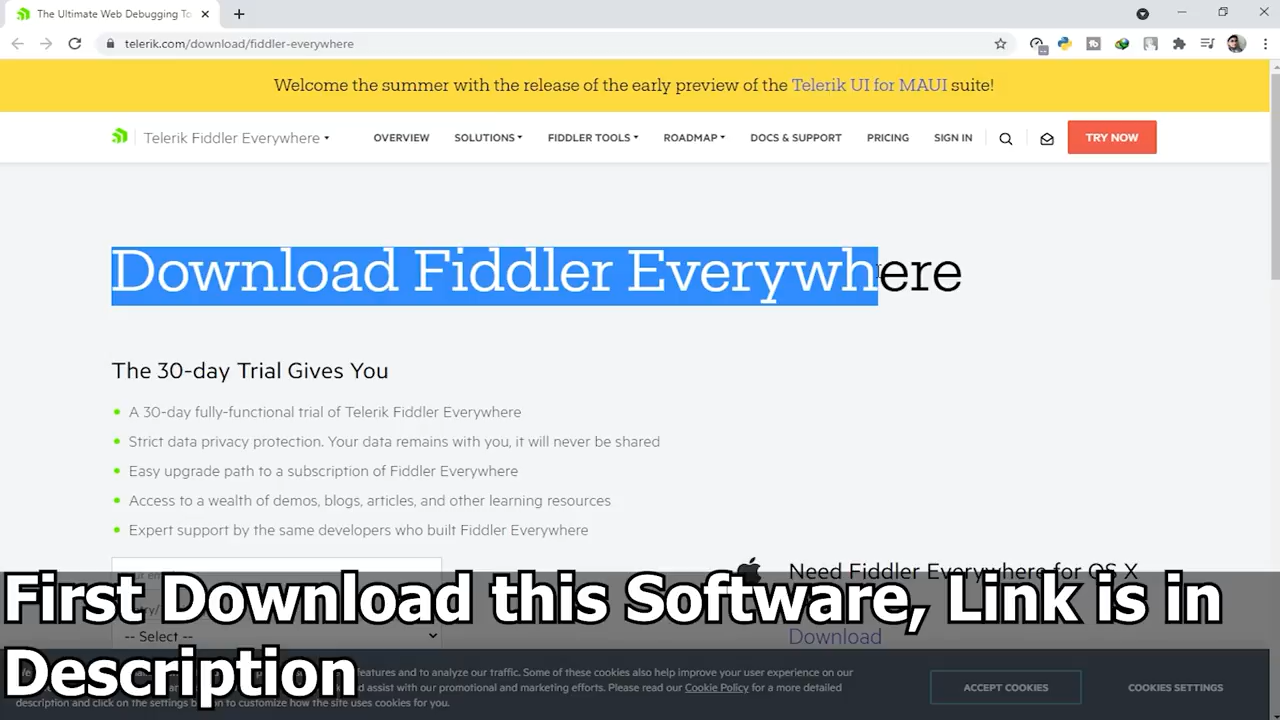 The Ultimate Web Debugging To
telerik.com/download/fiddler-everywhere
Welcome the summer with the release of the early preview of the Telerik UI for MAUI suite!
Telerik Fiddler Everywhere
OVERVIEW
SOLUTIONS
FIDDLER TOOLS
ROADMAP
DOCS & SUPPORT
PRICING
SIGN IN
TRY NOW
Download Fiddler Everywhere
The 30-day Trial Gives You
A 30-day fully-functional trial of Telerik Fiddler Everywhere
Strict data privacy protection. Your data remains with you, it will never be shared
Easy upgrade path to a subscription of Fiddler Everywhere
Access to a wealth of demos, blogs, articles, and other learning resources
Expert support by the same developers who built Fiddler Everywhere
Need Fiddler Everywhere for OS X
First Download this Software, Link is in
-- Select --
Download
Description
features and to analyze our traffic. Some of these cookies also help improve your user experience on our
assist with our promotional and marketing efforts. Please read our Cookie Policy for a more detailed
description and click on the settings button to customize how the site uses cookies for you.
ACCEPT COOKIES
COOKIES SETTINGS